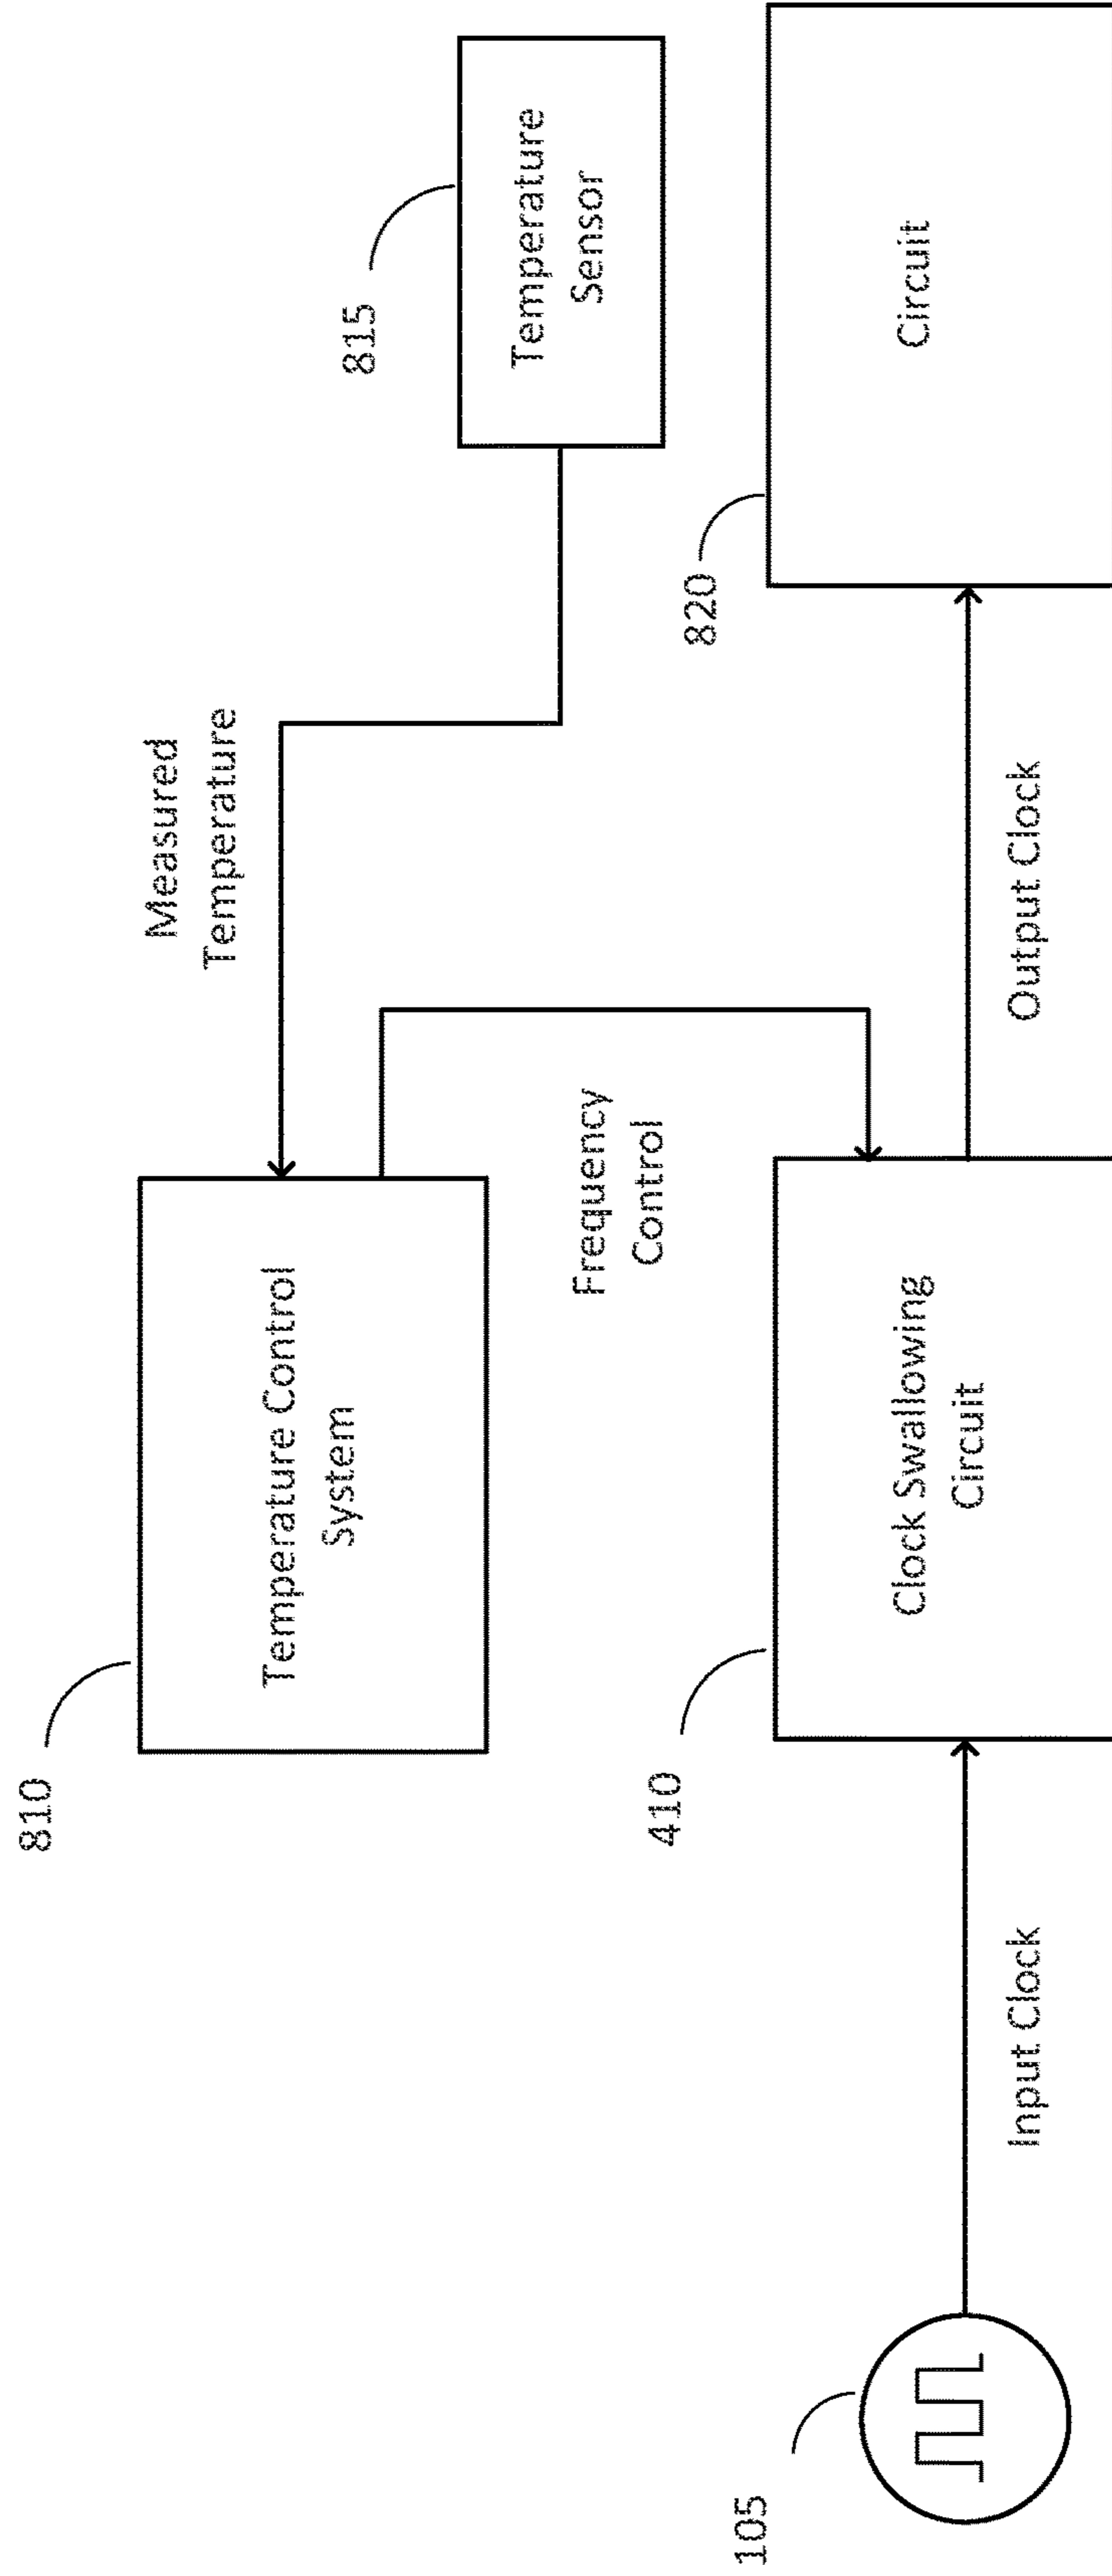 810
Temperature Control
System
Measured
Temperature
815
Temperature
Sensor
Frequency
Control
105
Input Clock
410
Clock Swallowing
Circuit
Output Clock
820
Circuit